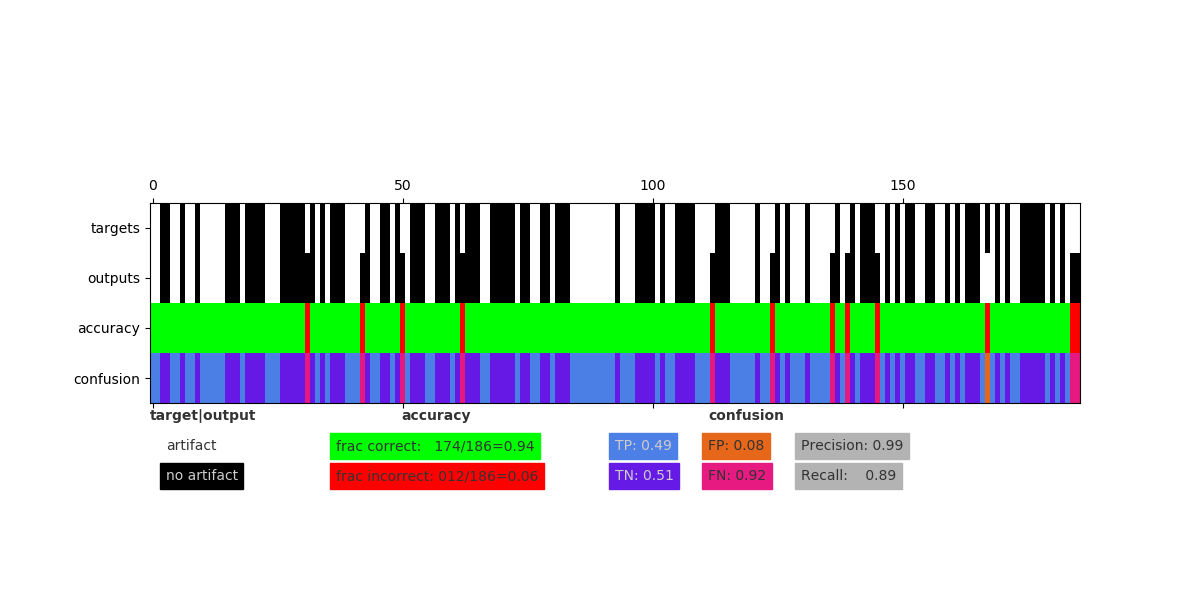 0 50 100 150
targets
outputs
accuracy
confusion
target|output accuracy confusion
artifact frac correct: 174/186=0.94 TP: 0.49 FP: 0.08 Precision: 0.99
no artifact frac incorrect: 012/186=0.06 TN: 0.51 FN: 0.92 Recall: 0.89